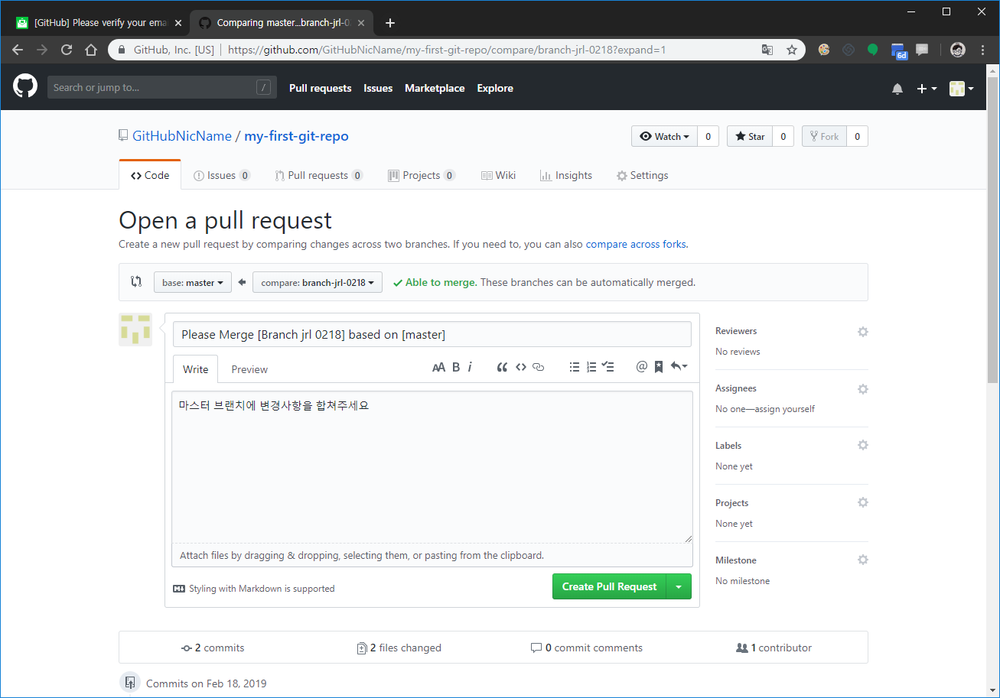 [GitHub] Please verify your ema
Comparing master...branch-jrl-0
GitHub, Inc. [US] | https://github.com/GitHubNicName/my-first-git-repo/compare/branch-jrl-0218?expand=1
6d
Search or jump to... /
Pull requests Issues Marketplace Explore
GitHubNicName / my-first-git-repo
Watch 0 Star 0 Fork 0
Code Issues 0 Pull requests 0 Projects 0 Wiki Insights Settings
Open a pull request
Create a new pull request by comparing changes across two branches. If you need to, you can also compare across forks.
base: master compare: branch-jrl-0218 Able to merge. These branches can be automatically merged.
Please Merge [Branch jrl 0218] based on [master]
Write Preview
AA B i @
마스터 브랜치에 변경사항을 합쳐주세요
Attach files by dragging & dropping, selecting them, or pasting from the clipboard.
Styling with Markdown is supported
Create Pull Request
Reviewers
No reviews
Assignees
No one—assign yourself
Labels
None yet
Projects
None yet
Milestone
No milestone
2 commits 2 files changed 0 commit comments 1 contributor
Commits on Feb 18, 2019